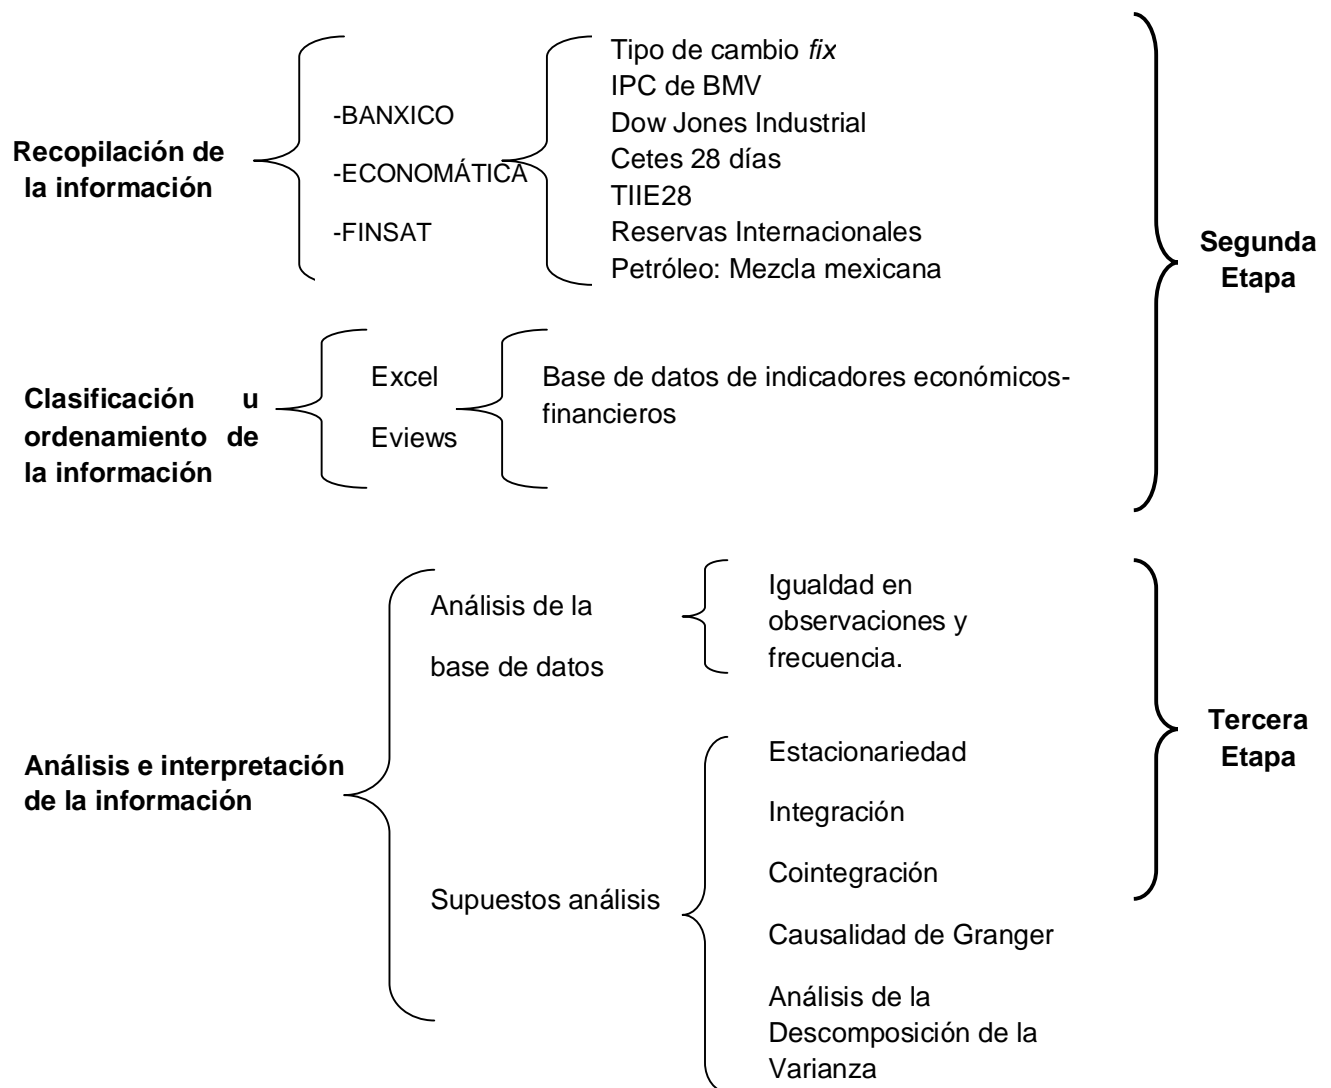 Recopilación de
la información
-BANXICO
-ECONOMÁTICA
-FINSAT
Tipo de cambio fix
IPC de BMV
Dow Jones Industrial
Cetes 28 días
TIIE28
Reservas Internacionales
Petróleo: Mezcla mexicana
Clasificación u
ordenamiento de
la información
Excel
Eviews
Base de datos de indicadores económicos-
financieros
Segunda
Etapa
Análisis e interpretación
de la información
Análisis de la
base de datos
Igualdad en
observaciones y
frecuencia.
Supuestos análisis
Estacionariedad
Integración
Cointegración
Causalidad de Granger
Análisis de la
Descomposición de la
Varianza
Tercera
Etapa